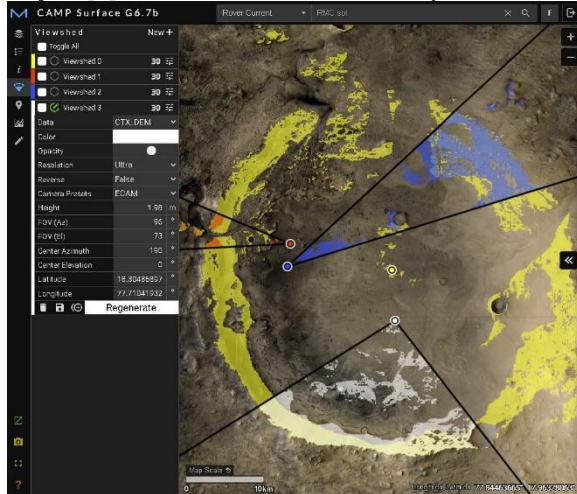 CAMP Surface G6.7b
Rover Current
RMC sol
F
Viewshed
New +
Toggle All
Viewshed 0 3D
Viewshed 1 3D
Viewshed 2 3D
Viewshed 3 3D
Data CTX_DEM
Color
Opacity
Resolution Ultra
Reverse False
Camera Presets ECAM
Height 1.98 m
FOV (Az) 96 °
FOV (El) 73 °
Center Azimuth 190 °
Center Elevation 0 °
Latitude 18.30486897 °
Longitude 77.71041932 °
Regenerate
Map Scale
0 10km
?